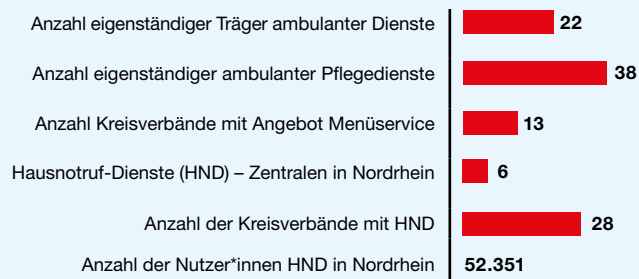 Anzahl eigenständiger Träger ambulanter Dienste 22
Anzahl eigenständiger ambulanter Pflegedienste 38
Anzahl Kreisverbände mit Angebot Menüservice 13
Hausnotruf-Dienste (HND) – Zentralen in Nordrhein 6
Anzahl der Kreisverbände mit HND 28
Anzahl der Nutzer*innen HND in Nordrhein 52.351